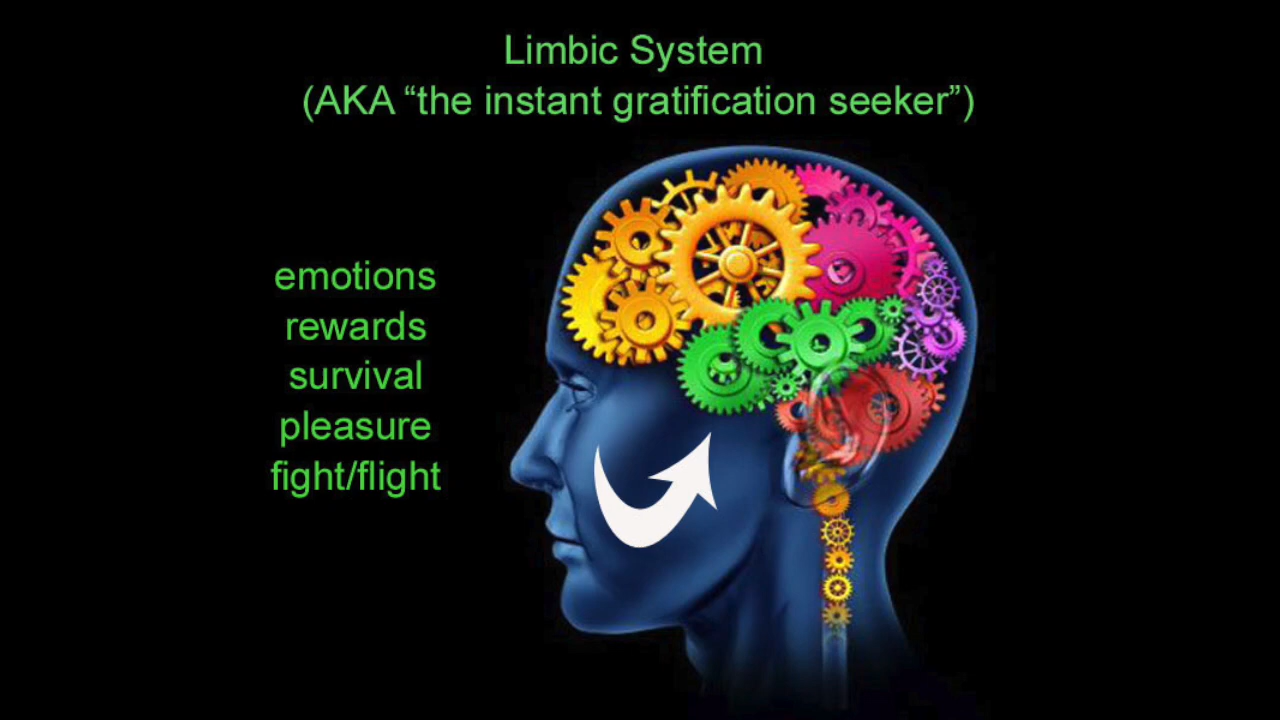 Limbic System
(AKA “the instant gratification seeker”)
emotions
rewards
survival
pleasure
fight/flight